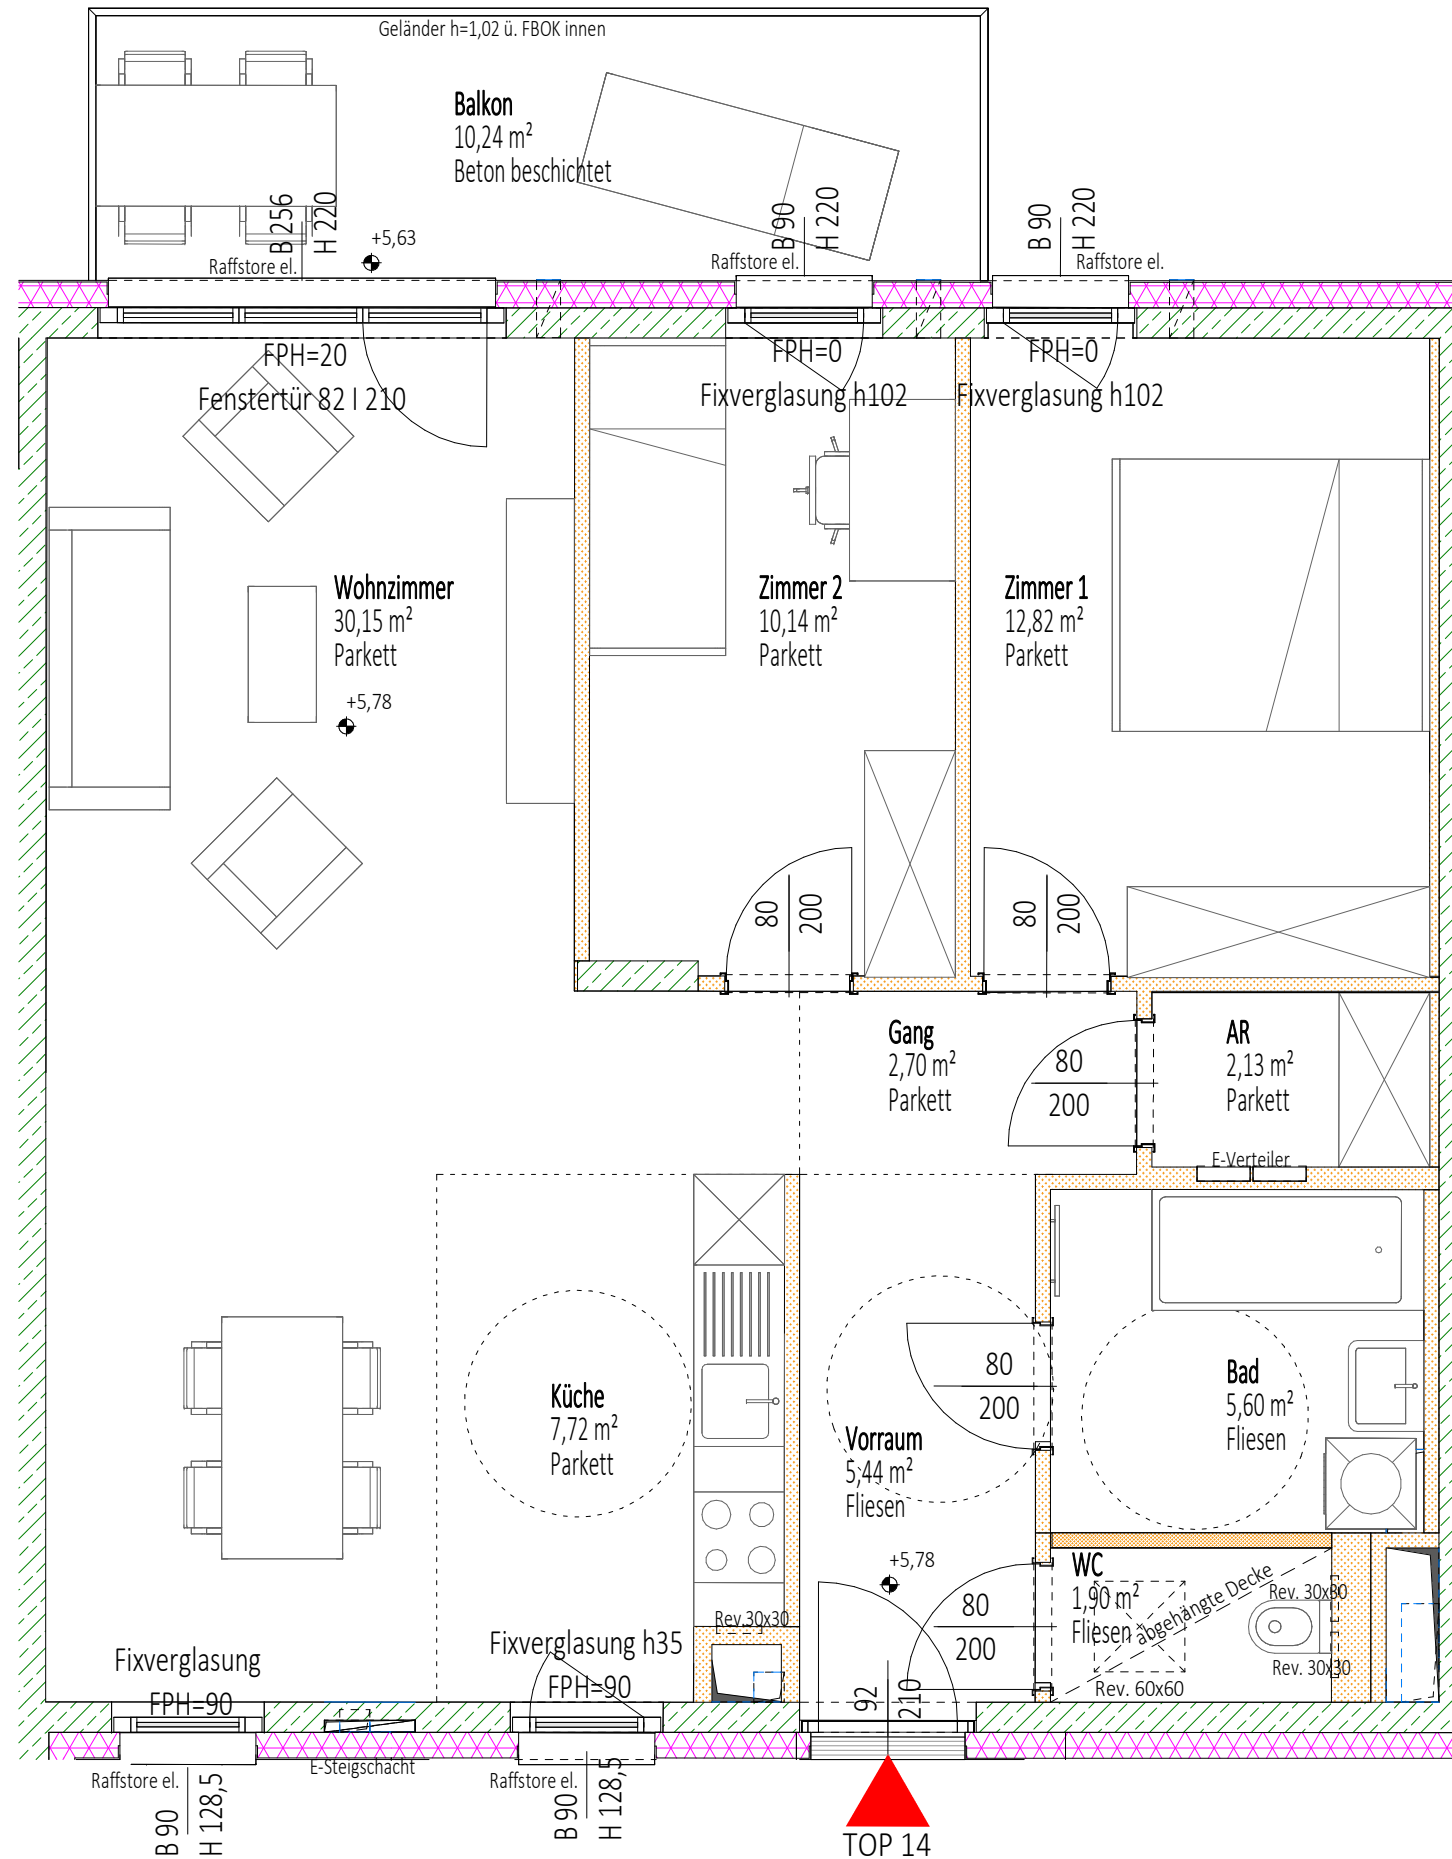 Geländer h=1,02 ü. FBOK innen
Balkon
10,24 m²
Beton beschichtet
B 256
H 220
+5,63
Raffstore el.
B 90
H 220
Raffstore el.
B 90
H 220
Raffstore el.
FPH=20
Fenstertür 82 I 210
FPH=0
Fixverglasung h102
FPH=0
Fixverglasung h102
Wohnzimmer
30,15 m²
Parkett
+5,78
Zimmer 2
10,14 m²
Parkett
Zimmer 1
12,82 m²
Parkett
80
200
80
200
Gang
2,70 m²
Parkett
80
200
AR
2,13 m²
Parkett
E-Verteiler
Küche
7,72 m²
Parkett
Vorraum
5,44 m²
Fliesen
+5,78
80
200
Bad
5,60 m²
Fliesen
80
200
WC
1,90 m²
Fliesen
abgehängte Decke
Rev. 30x30
Rev. 30x30
Rev. 60x60
Rev.30x30
Fixverglasung
FPH=90
Fixverglasung h35
FPH=90
92
210
Raffstore el.
B 90
H 128,5
E-Steigschacht
Raffstore el.
B 90
H 128,5
TOP 14